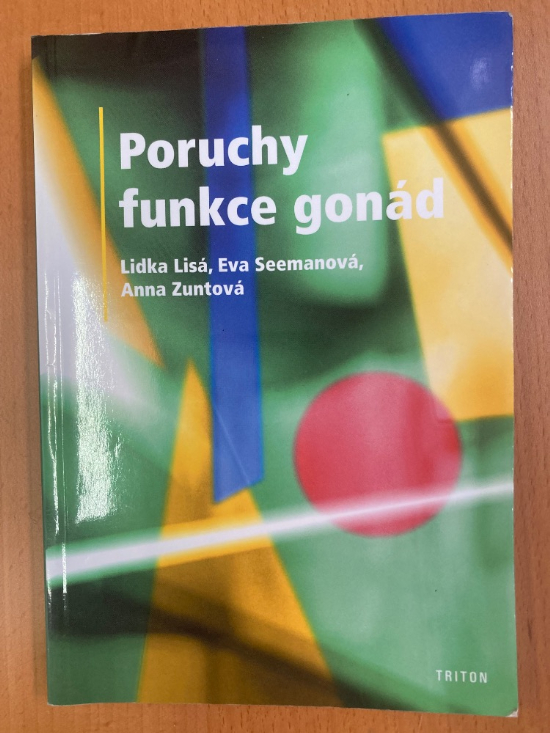 Poruchy
funkce gonád
Lidka Lisá, Eva Seemanová,
Anna Zuntová
TRITON